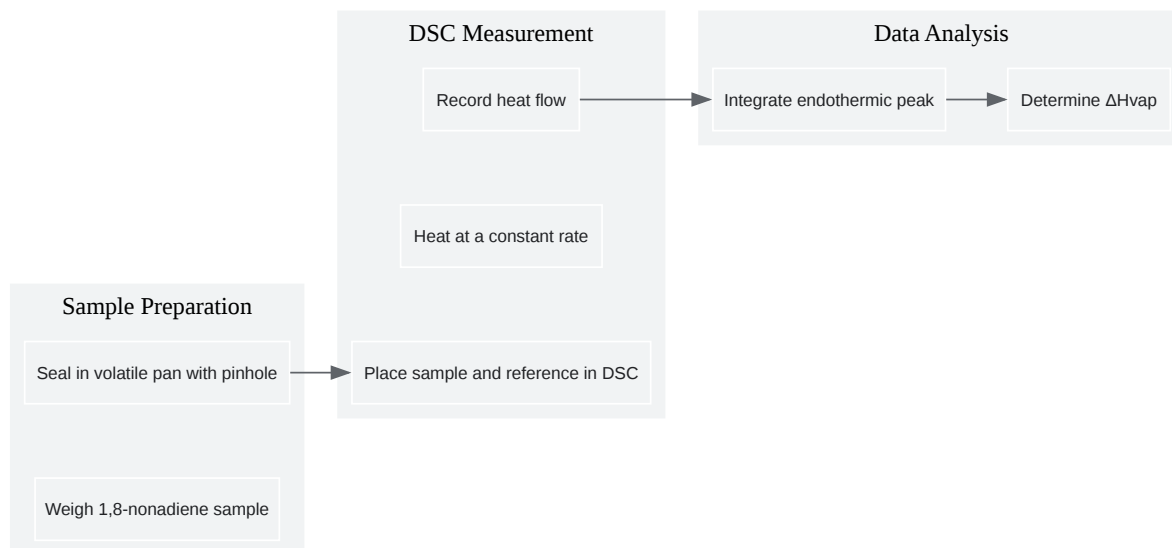 DSC Measurement
Data Analysis
Record heat flow
Integrate endothermic peak
Determine ΔHvap
Heat at a constant rate
Sample Preparation
Seal in volatile pan with pinhole
Place sample and reference in DSC
Weigh 1,8-nonadiene sample